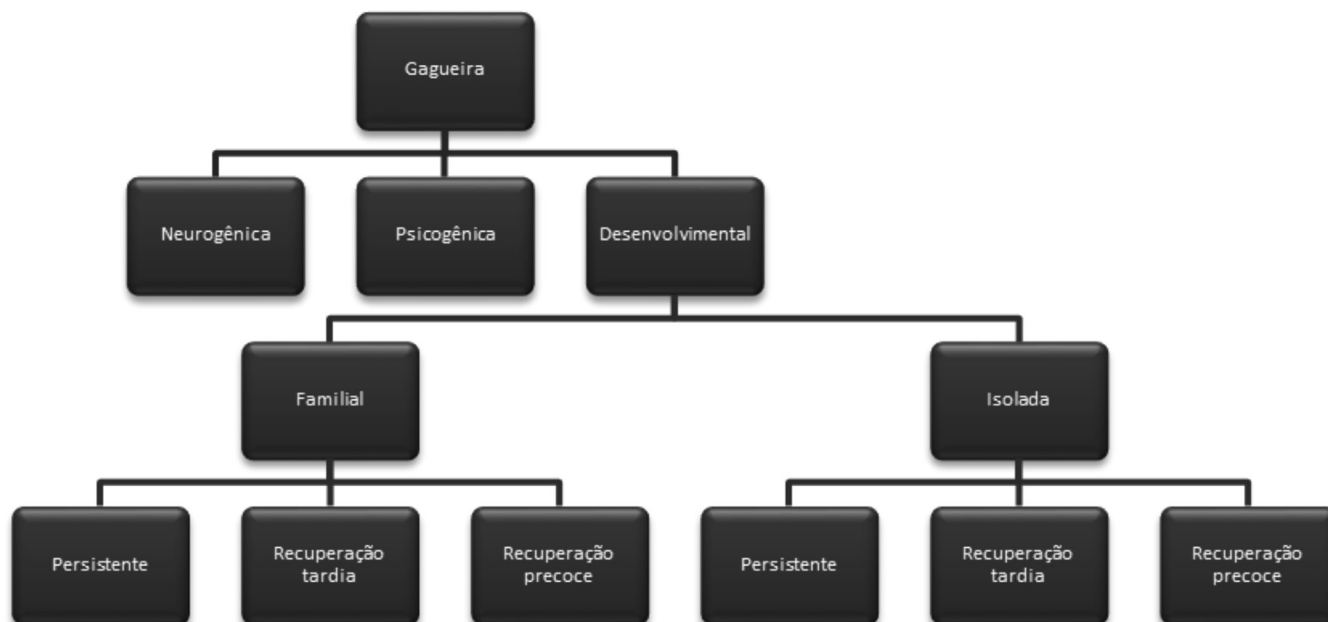 Gagueira
Neurogênica
Psicogênica
Desenvolvimental
Familial
Isolada
Persistente
Recuperação
tardia
Recuperação
precoce
Persistente
Recuperação
tardia
Recuperação
precoce